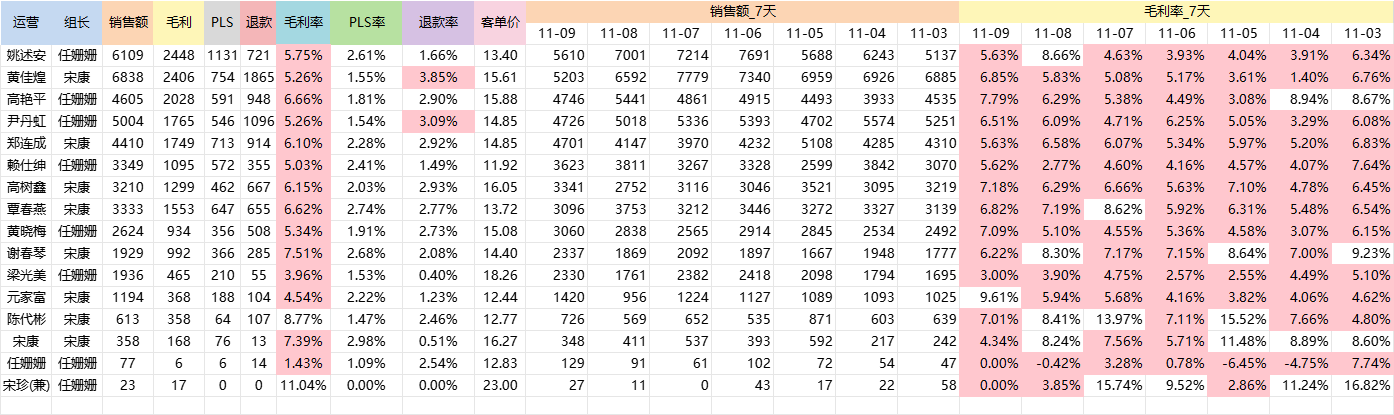 运营 组长 销售额 毛利 PLS 退款 毛利率 PLS率 退款率 客单价 销售额_7天 毛利率_7天
11-09 11-08 11-07 11-06 11-05 11-04 11-03 11-09 11-08 11-07 11-06 11-05 11-04 11-03
姚述安 任姗姗 6109 2448 1131 721 5.75% 2.61% 1.66% 13.40 5610 7001 7214 7691 5688 6243 5137 5.63% 8.66% 4.63% 3.93% 4.04% 3.91% 6.34%
黄佳煌 宋康 6838 2406 754 1865 5.26% 1.55% 3.85% 15.61 5203 6592 7779 7340 6959 6926 6885 6.85% 5.83% 5.08% 5.17% 3.61% 1.40% 6.76%
高艳平 任姗姗 4605 2028 591 948 6.66% 1.81% 2.90% 15.88 4746 5441 4861 4915 4493 3933 4535 7.79% 6.29% 5.38% 4.49% 3.08% 8.94% 8.67%
尹丹虹 任姗姗 5004 1765 546 1096 5.26% 1.54% 3.09% 14.85 4726 5018 5336 5393 4702 5574 5251 6.51% 6.09% 4.71% 6.25% 5.05% 3.29% 6.08%
郑连成 宋康 4410 1749 713 914 6.10% 2.28% 2.92% 14.85 4701 4147 3970 4232 5108 4285 4310 5.63% 6.58% 6.07% 5.34% 5.97% 5.20% 6.83%
赖仕绅 任姗姗 3349 1095 572 355 5.03% 2.41% 1.49% 11.92 3623 3811 3267 3328 2599 3842 3070 5.62% 2.77% 4.60% 4.16% 4.57% 4.07% 7.64%
高树鑫 宋康 3210 1299 462 667 6.15% 2.03% 2.93% 16.05 3341 2752 3116 3046 3521 3095 3219 7.18% 6.29% 6.66% 5.63% 7.10% 4.78% 6.45%
覃春燕 宋康 3333 1553 647 655 6.62% 2.74% 2.77% 13.72 3096 3753 3212 3446 3272 3327 3139 6.82% 7.19% 8.62% 5.92% 6.31% 5.48% 6.54%
黄晓梅 任姗姗 2624 934 356 508 5.34% 1.91% 2.73% 15.08 3060 2838 2565 2914 2845 2534 2492 7.09% 5.10% 4.55% 5.36% 4.58% 3.07% 6.15%
谢春琴 宋康 1929 992 366 285 7.51% 2.68% 2.08% 14.40 2337 1869 2092 1897 1667 1948 1777 6.22% 8.30% 7.17% 7.15% 8.64% 7.00% 9.23%
梁光美 任姗姗 1936 465 210 55 3.96% 1.53% 0.40% 18.26 2330 1761 2382 2418 2098 1794 1695 3.00% 3.90% 4.75% 2.57% 2.55% 4.49% 5.10%
元家富 宋康 1194 368 188 104 4.54% 2.22% 1.23% 12.44 1420 956 1224 1127 1089 1093 1025 9.61% 5.94% 5.68% 4.16% 3.82% 4.06% 4.62%
陈代彬 宋康 613 358 64 107 8.77% 1.47% 2.46% 12.77 726 569 652 535 871 603 639 7.01% 8.41% 13.97% 7.11% 15.52% 7.66% 4.80%
宋康 宋康 358 168 76 13 7.39% 2.98% 0.51% 16.27 348 411 537 393 592 217 242 4.34% 8.24% 7.56% 5.71% 11.48% 8.89% 8.60%
任姗姗 任姗姗 77 6 6 14 1.43% 1.09% 2.54% 12.83 129 91 61 102 72 54 47 0.00% -0.42% 3.28% 0.78% -6.45% -4.75% 7.74%
宋珍(兼) 任姗姗 23 17 0 0 11.04% 0.00% 0.00% 23.00 27 11 0 43 17 22 58 0.00% 3.85% 15.74% 9.52% 2.86% 11.24% 16.82%